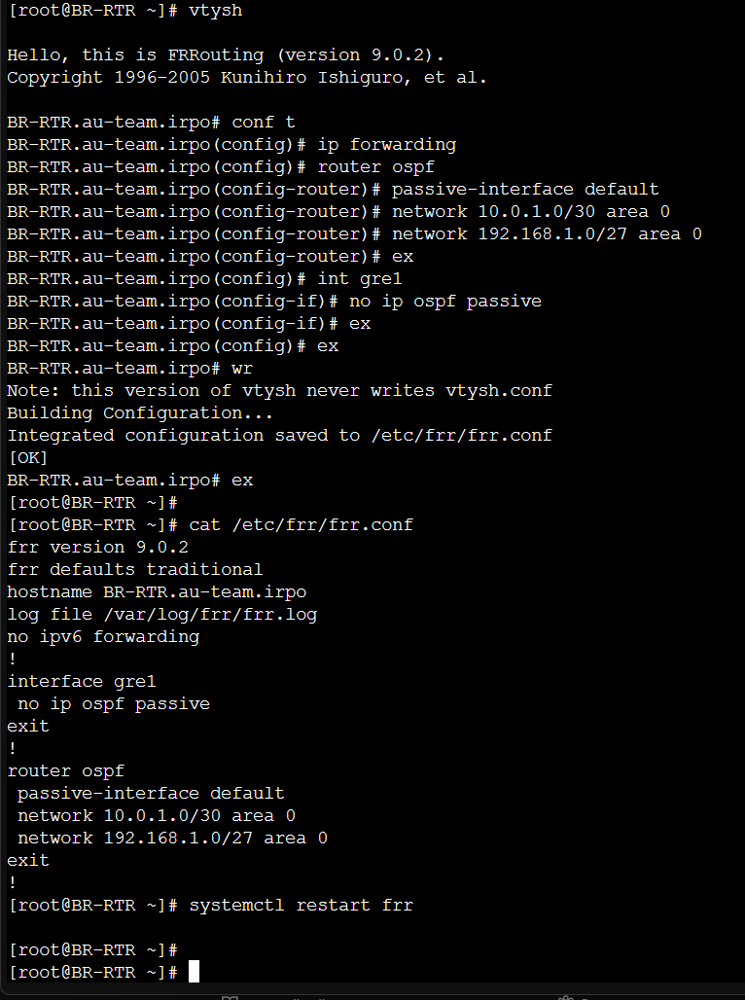 [root@BR-RTR ~]# vtysh
Hello, this is FRRouting (version 9.0.2).
Copyright 1996-2005 Kunihiro Ishiguro, et al.
BR-RTR.au-team.irpo# conf t
BR-RTR.au-team.irpo(config)# ip forwarding
BR-RTR.au-team.irpo(config)# router ospf
BR-RTR.au-team.irpo(config-router)# passive-interface default
BR-RTR.au-team.irpo(config-router)# network 10.0.1.0/30 area 0
BR-RTR.au-team.irpo(config-router)# network 192.168.1.0/27 area 0
BR-RTR.au-team.irpo(config-router)# ex
BR-RTR.au-team.irpo(config)# int gre1
BR-RTR.au-team.irpo(config-if)# no ip ospf passive
BR-RTR.au-team.irpo(config-if)# ex
BR-RTR.au-team.irpo(config)# ex
BR-RTR.au-team.irpo# wr
Note: this version of vtysh never writes vtysh.conf
Building Configuration...
Integrated configuration saved to /etc/frr/frr.conf
[OK]
BR-RTR.au-team.irpo# ex
[root@BR-RTR ~]#
[root@BR-RTR ~]# cat /etc/frr/frr.conf
frr version 9.0.2
frr defaults traditional
hostname BR-RTR.au-team.irpo
log file /var/log/frr/frr.log
no ipv6 forwarding
!
interface gre1
 no ip ospf passive
exit
!
router ospf
 passive-interface default
 network 10.0.1.0/30 area 0
 network 192.168.1.0/27 area 0
exit
!
[root@BR-RTR ~]# systemctl restart frr
[root@BR-RTR ~]#
[root@BR-RTR ~]#